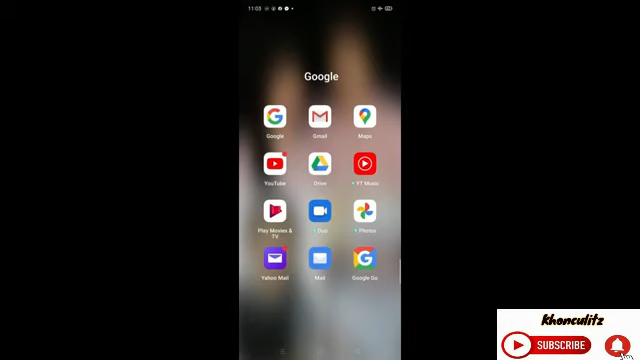 11:03
Google
Google
Gmail
Maps
YouTube
Drive
YT Music
Play Movies &
TV
Duo
Photos
Yahoo Mail
Mail
Google Go
Khonculitz
SUBSCRIBE